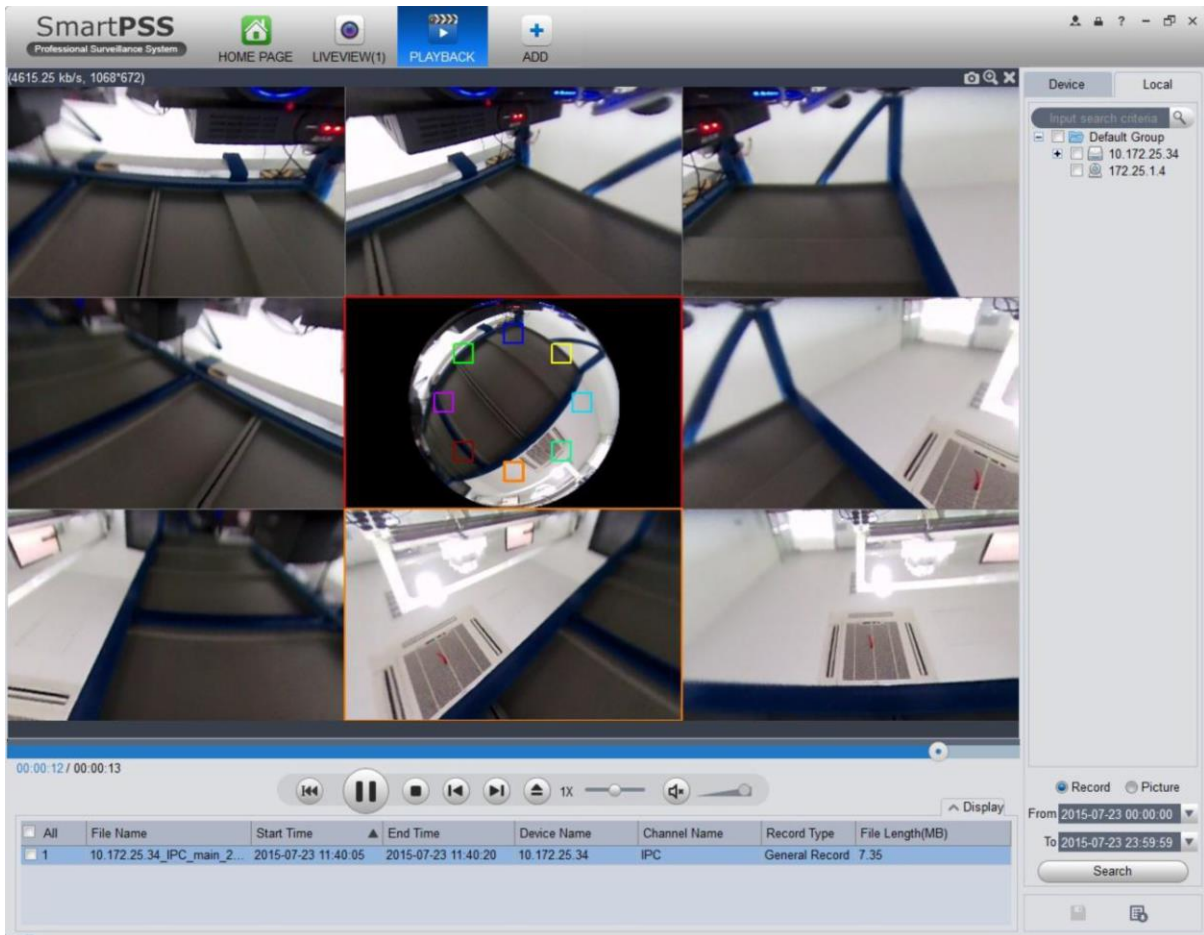 SmartPSS
Professional Surveillance System
HOME PAGE
LIVEVIEW(1)
PLAYBACK
ADD
(4615.25 kb/s, 1068*672)
Device
Local
Input search criteria
Default Group
10.172.25.34
172.25.1.4
00:00:12 / 00:00:13
1X
Display
Record
Picture
From 2015-07-23 00:00:00
To 2015-07-23 23:59:59
Search
All File Name Start Time End Time Device Name Channel Name Record Type File Length(MB)
1 10.172.25.34_IPC_main_2... 2015-07-23 11:40:05 2015-07-23 11:40:20 10.172.25.34 IPC General Record 7.35